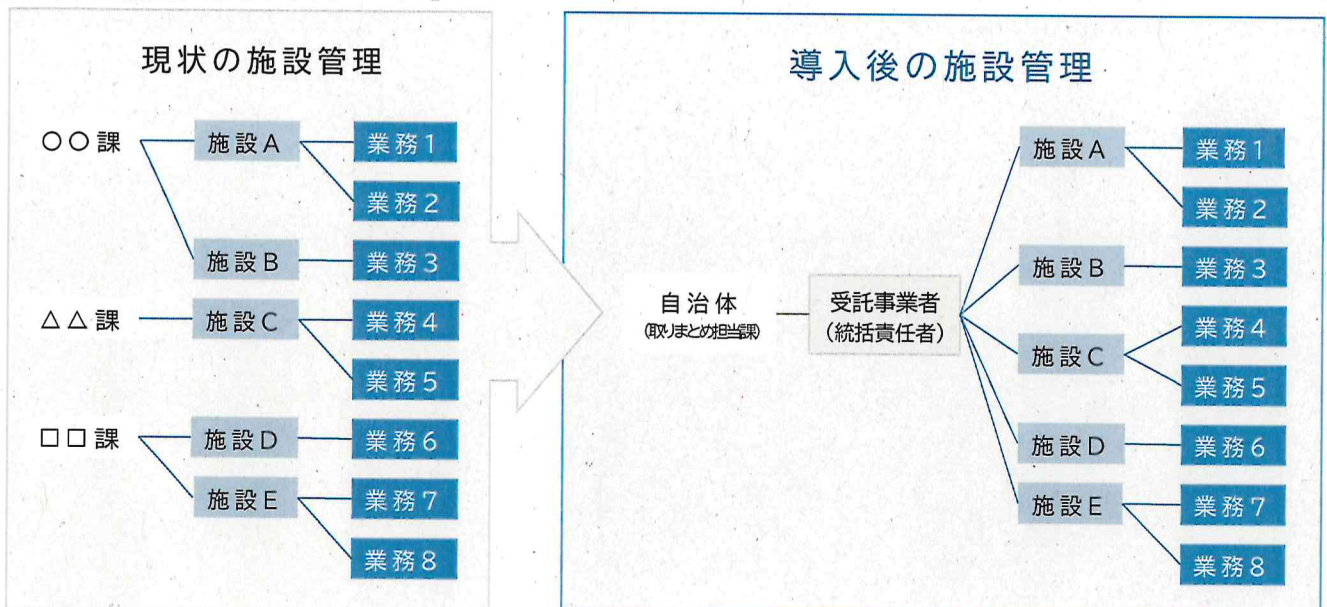 現状の施設管理
○○課
施設A
業務1
業務2
施設B
業務3
△△課
施設C
業務4
業務5
□□課
施設D
業務6
施設E
業務7
業務8
導入後の施設管理
自治体
(取りまとめ担当課)
受託事業者
(統括責任者)
施設A
業務1
業務2
施設B
業務3
施設C
業務4
業務5
施設D
業務6
施設E
業務7
業務8